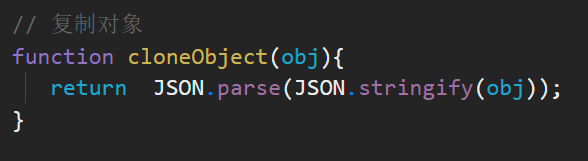 // 复制对象
function cloneObject(obj){
return  JSON.parse(JSON.stringify(obj));
}